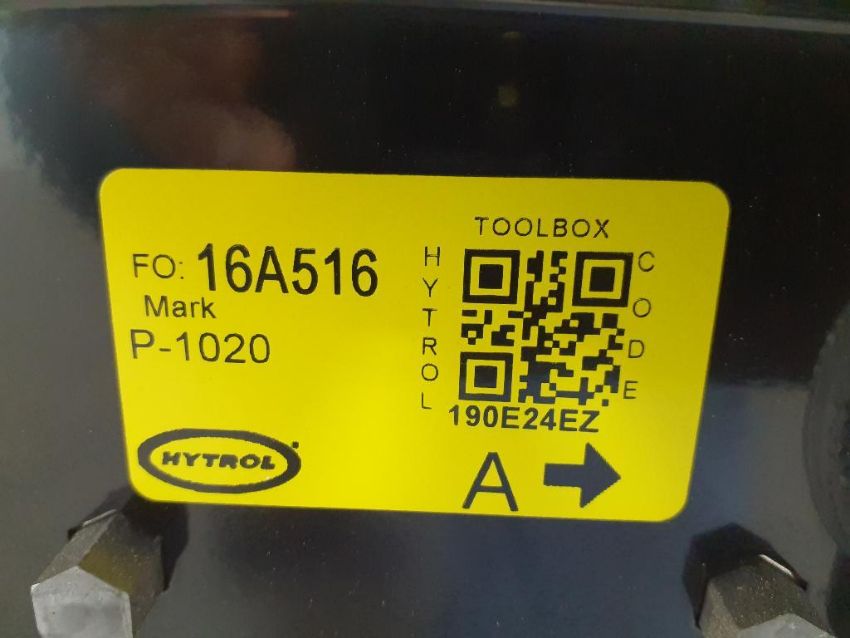 TOOLBOX
HYTROL
CODE
FO: 16A516
Mark
P-1020
190E24EZ
HYTROL
A